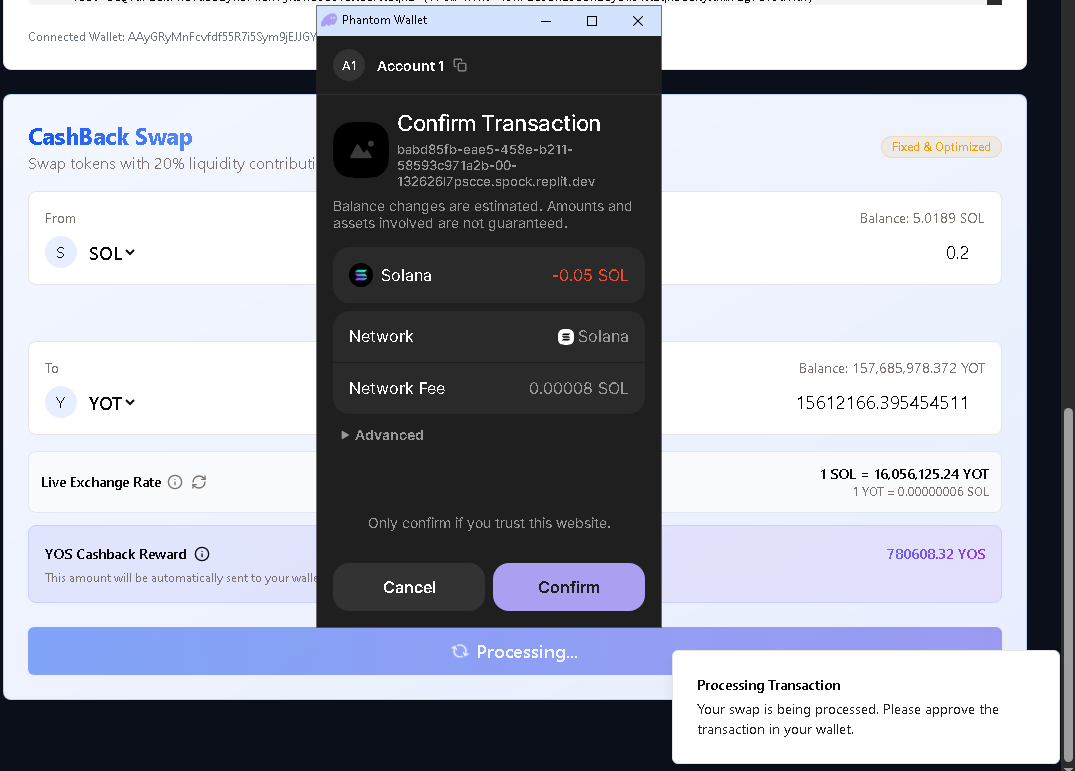 Connected Wallet: AAyGRyMnFcvfdf55R7i5Sym9jEJJGY
CashBack Swap
Swap tokens with 20% liquidity contributi
Fixed & Optimized
From
Balance: 5.0189 SOL
S
SOL
0.2
To
Balance: 157,685,978.372 YOT
Y
YOT
15612166.395454511
Live Exchange Rate
1 SOL = 16,056,125.24 YOT
1 YOT = 0.00000006 SOL
YOS Cashback Reward
780608.32 YOS
This amount will be automatically sent to your walle
Processing...
Phantom Wallet
A1
Account 1
Confirm Transaction
babd85fb-eae5-458e-b211-
58593c971a2b-00-
132626l7pscce.spock.replit.dev
Balance changes are estimated. Amounts and
assets involved are not guaranteed.
Solana
-0.05 SOL
Network
Solana
Network Fee
0.00008 SOL
Advanced
Only confirm if you trust this website.
Cancel
Confirm
Processing Transaction
Your swap is being processed. Please approve the
transaction in your wallet.